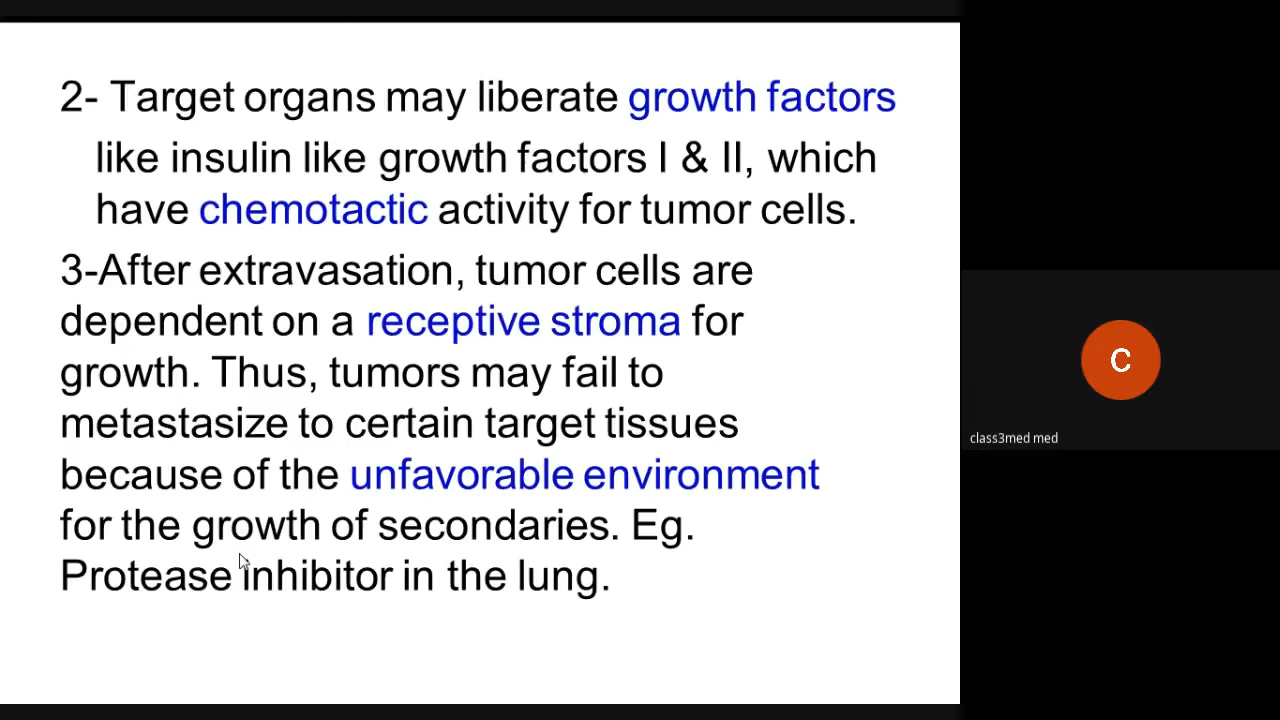 2- Target organs may liberate growth factors
like insulin like growth factors I & II, which
have chemotactic activity for tumor cells.
3-After extravasation, tumor cells are
dependent on a receptive stroma for
growth. Thus, tumors may fail to
metastasize to certain target tissues
because of the unfavorable environment
for the growth of secondaries. Eg.
Protease inhibitor in the lung.
C
class3med med